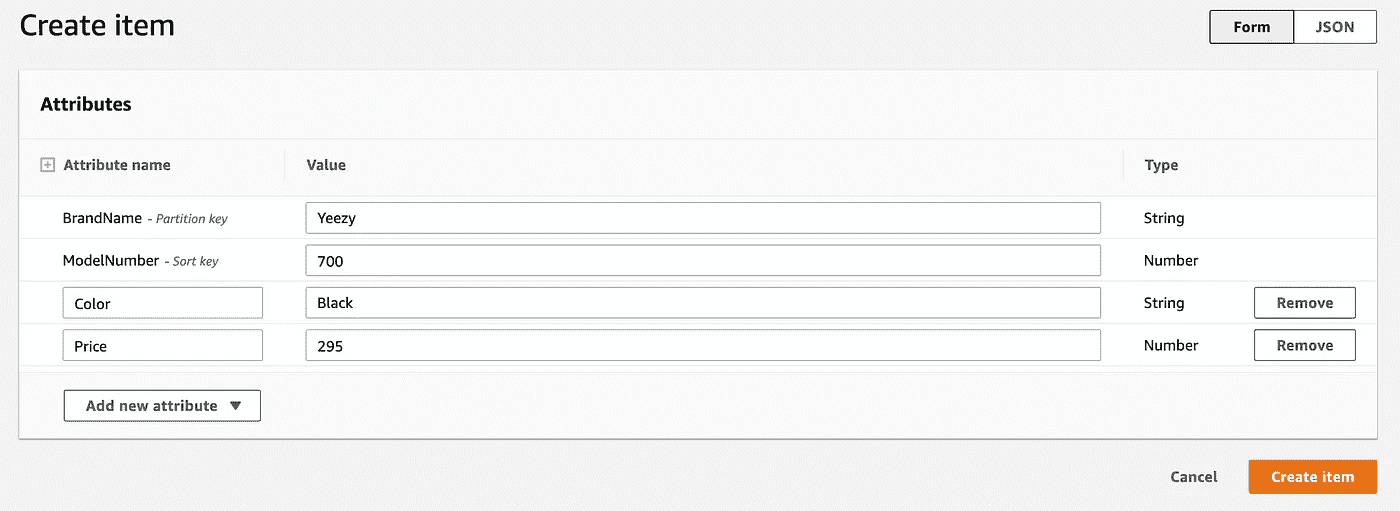 Create item
Form JSON
Attributes
Attribute name Value Type
BrandName - Partition key Yeezy String
ModelNumber - Sort key 700 Number
Color Black String Remove
Price 295 Number Remove
Add new attribute
Cancel Create item